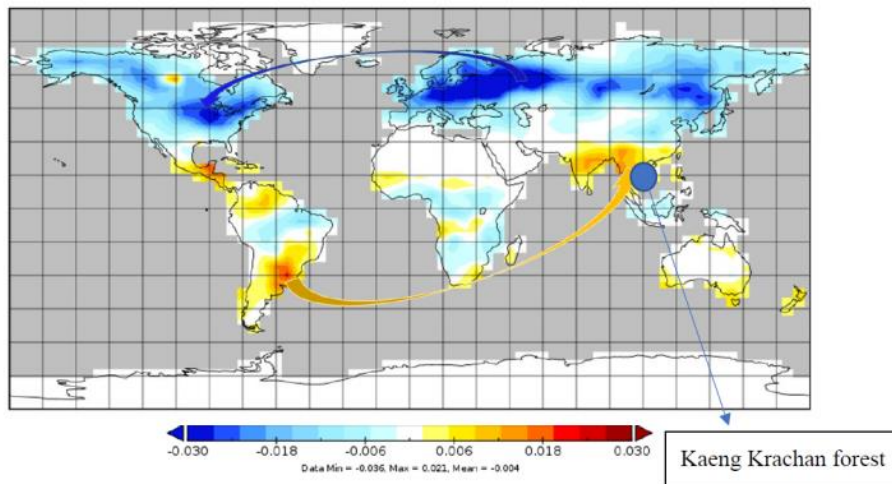 -0.030 -0.018 -0.006 0.006 0.018 0.030
Data Min = -0.036, Max = 0.021, Mean = -0.004
Kaeng Krachan forest